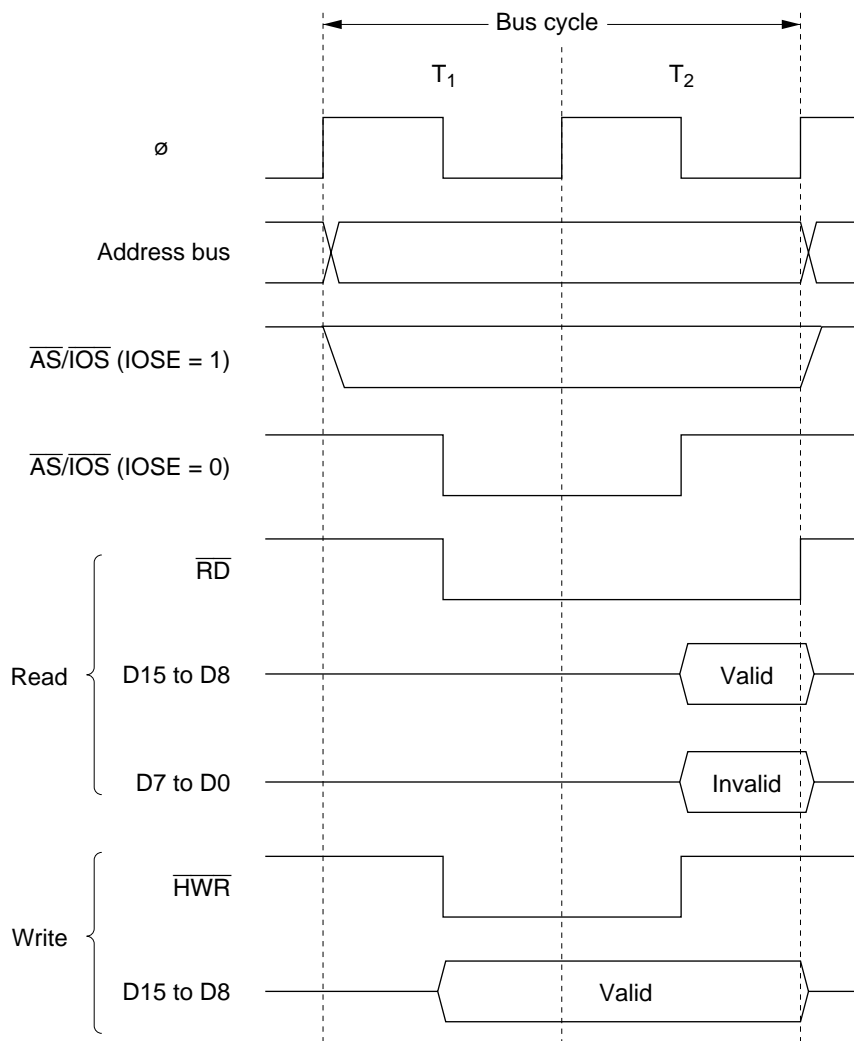 Bus cycle
T1 T2
ø
Address bus
AS/IOS (IOSE = 1)
AS/IOS (IOSE = 0)
RD
Read
D15 to D8
Valid
D7 to D0
Invalid
HWR
Write
D15 to D8
Valid